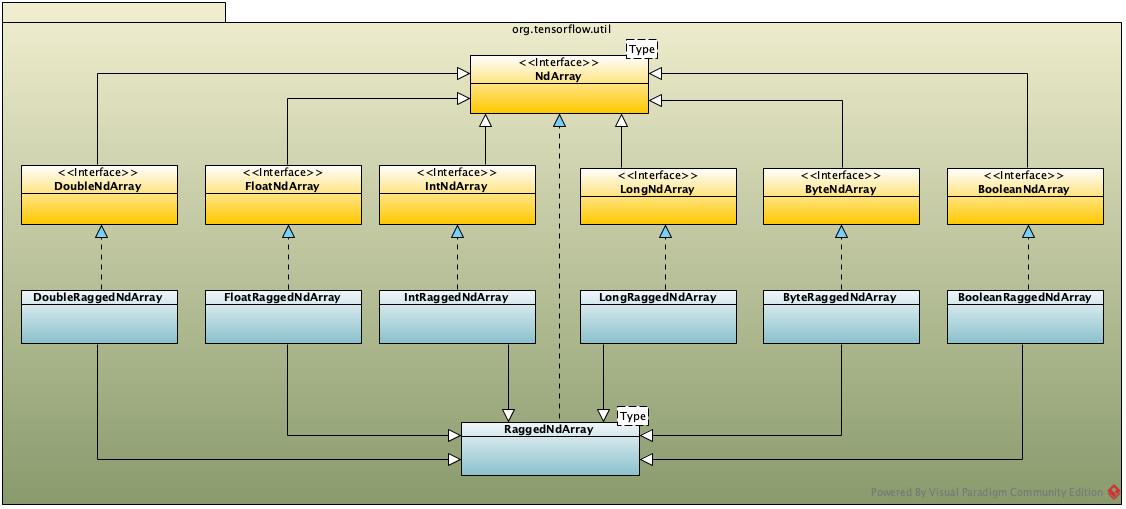 org.tensorflow.util
Type
<<Interface>>
NdArray
<<Interface>>
DoubleNdArray
<<Interface>>
FloatNdArray
<<Interface>>
IntNdArray
<<Interface>>
LongNdArray
<<Interface>>
ByteNdArray
<<Interface>>
BooleanNdArray
DoubleRaggedNdArray
FloatRaggedNdArray
IntRaggedNdArray
LongRaggedNdArray
ByteRaggedNdArray
BooleanRaggedNdArray
Type
RaggedNdArray
Powered By Visual Paradigm Community Edition